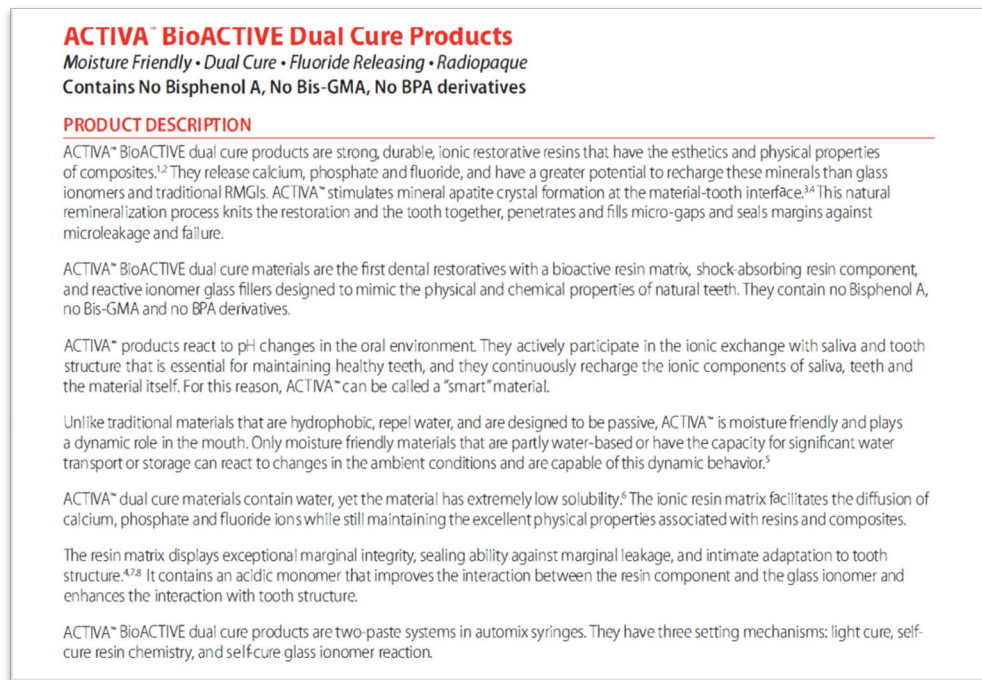 ACTIVA™ BioACTIVE Dual Cure Products
Moisture Friendly • Dual Cure • Fluoride Releasing • Radiopaque
Contains No Bisphenol A, No Bis-GMA, No BPA derivatives
PRODUCT DESCRIPTION
ACTIVA™ BioACTIVE dual cure products are strong, durable, ionic restorative resins that have the esthetics and physical properties
of composites.1,2 They release calcium, phosphate and fluoride, and have a greater potential to recharge these minerals than glass
ionomers and traditional RMGIs. ACTIVA™ stimulates mineral apatite crystal formation at the material-tooth interface.3,4 This natural
remineralization process knits the restoration and the tooth together, penetrates and fills micro-gaps and seals margins against
microleakage and failure.
ACTIVA™ BioACTIVE dual cure materials are the first dental restoratives with a bioactive resin matrix, shock-absorbing resin component,
and reactive ionomer glass fillers designed to mimic the physical and chemical properties of natural teeth. They contain no Bisphenol A,
no Bis-GMA and no BPA derivatives.
ACTIVA™ products react to pH changes in the oral environment. They actively participate in the ionic exchange with saliva and tooth
structure that is essential for maintaining healthy teeth, and they continuously recharge the ionic components of saliva, teeth and
the material itself. For this reason, ACTIVA™ can be called a "smart" material.
Unlike traditional materials that are hydrophobic, repel water, and are designed to be passive, ACTIVA™ is moisture friendly and plays
a dynamic role in the mouth. Only moisture friendly materials that are partly water-based or have the capacity for significant water
transport or storage can react to changes in the ambient conditions and are capable of this dynamic behavior.5
ACTIVA™ dual cure materials contain water, yet the material has extremely low solubility.6 The ionic resin matrix facilitates the diffusion of
calcium, phosphate and fluoride ions while still maintaining the excellent physical properties associated with resins and composites.
The resin matrix displays exceptional marginal integrity, sealing ability against marginal leakage, and intimate adaptation to tooth
structure.4,7,8 It contains an acidic monomer that improves the interaction between the resin component and the glass ionomer and
enhances the interaction with tooth structure.
ACTIVA™ BioACTIVE dual cure products are two-paste systems in automix syringes. They have three setting mechanisms: light cure, self-
cure resin chemistry, and self-cure glass ionomer reaction.